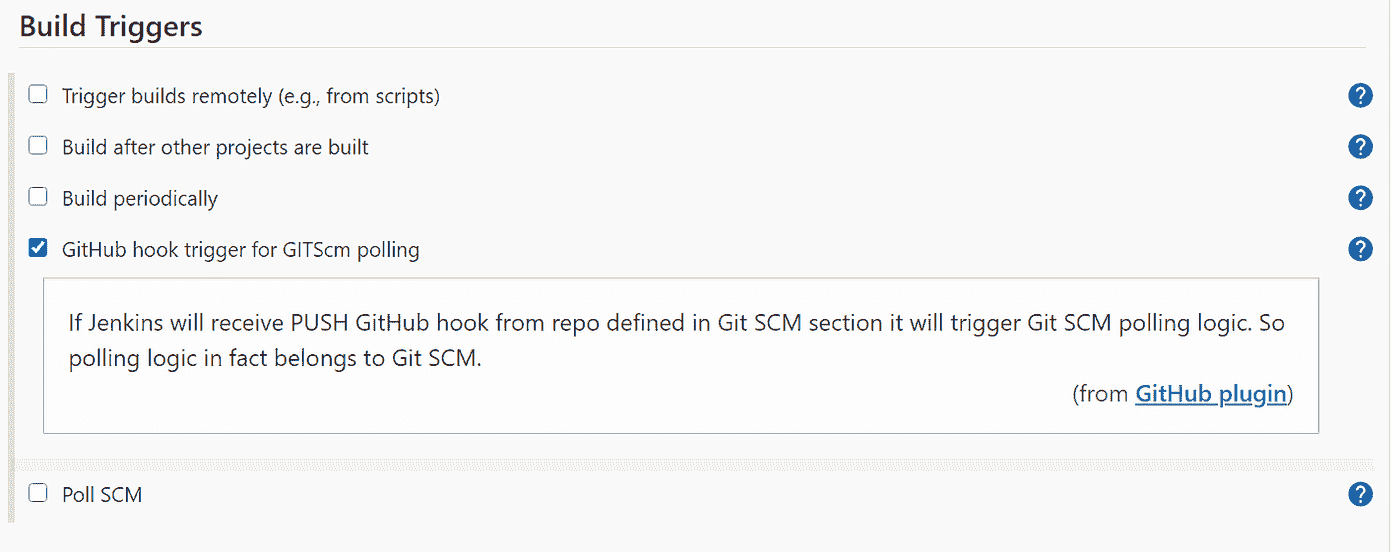 Build Triggers
Trigger builds remotely (e.g., from scripts)
?
Build after other projects are built
?
Build periodically
?
GitHub hook trigger for GITScm polling
?
If Jenkins will receive PUSH GitHub hook from repo defined in Git SCM section it will trigger Git SCM polling logic. So
polling logic in fact belongs to Git SCM.
(from GitHub plugin)
Poll SCM
?